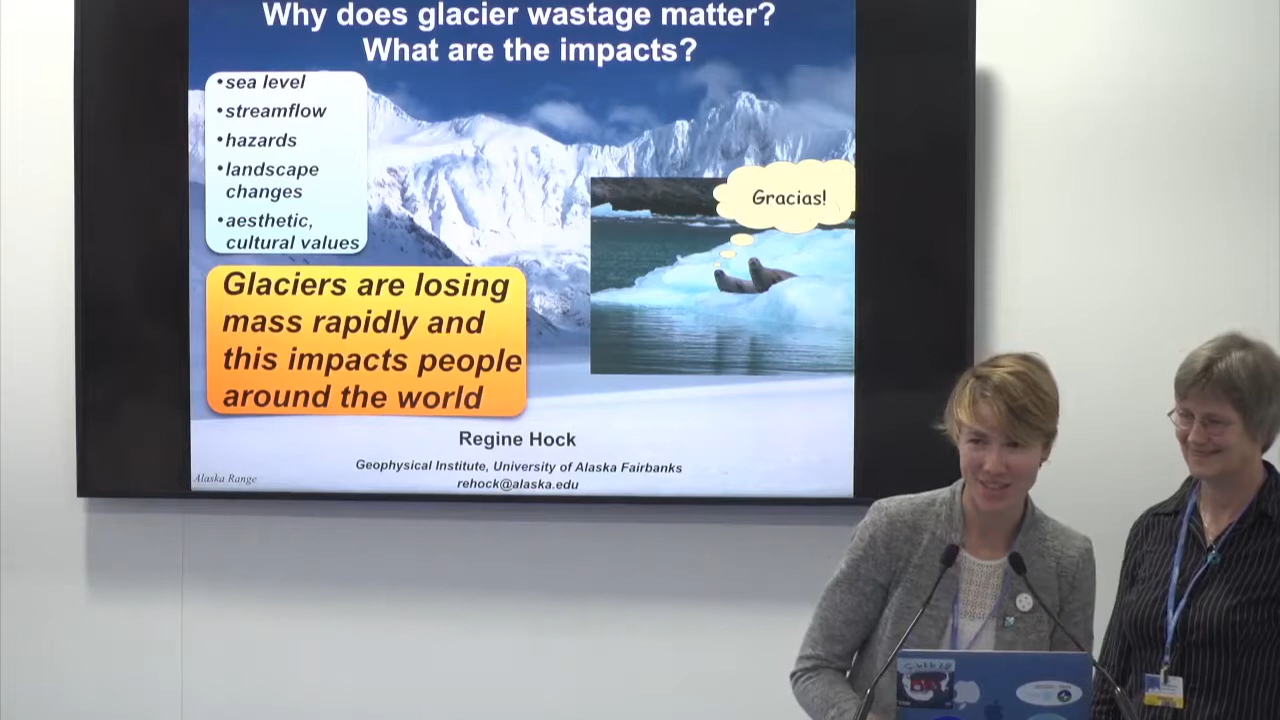 Why does glacier wastage matter?
What are the impacts?
•sea level
•streamflow
•hazards
•landscape
changes
•aesthetic,
cultural values
Gracias!
Glaciers are losing
mass rapidly and
this impacts people
around the world
Regine Hock
Geophysical Institute, University of Alaska Fairbanks
rehock@alaska.edu
Alaska Range